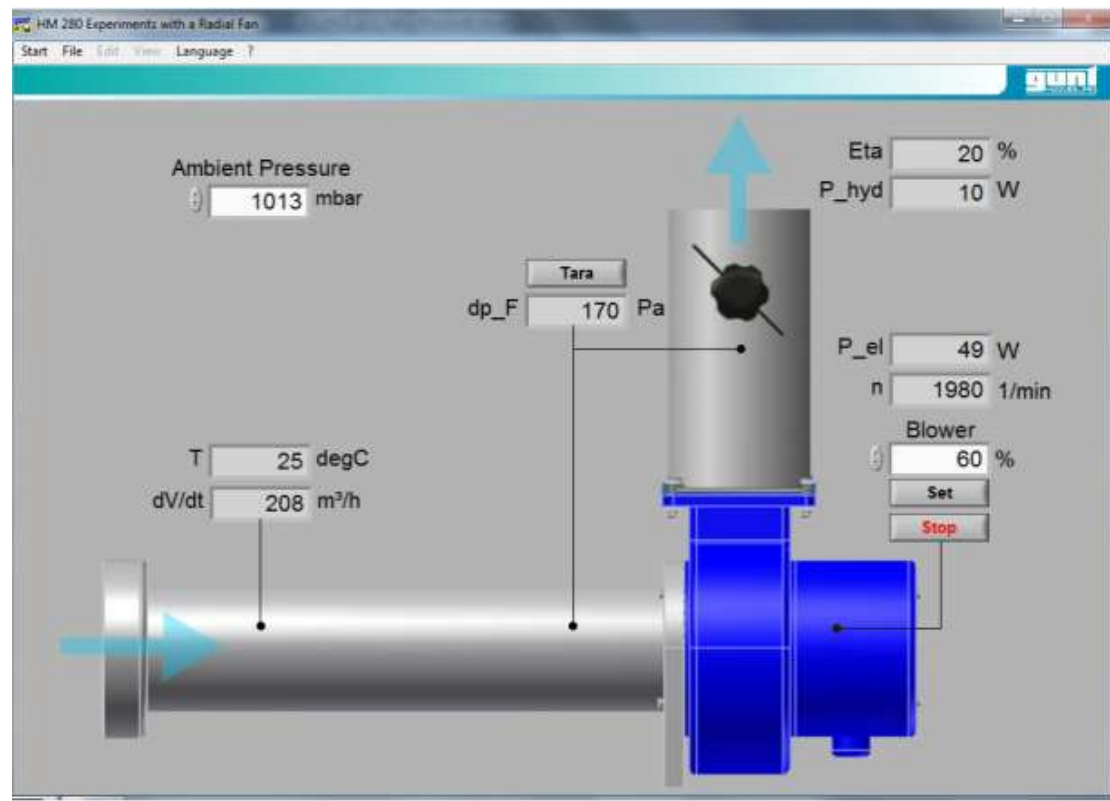 HM 280 Experiments with a Radial Fan
Start File Edit View Language ?
gunt
Ambient Pressure
1013 mbar
Eta 20 %
P_hyd 10 W
Tara
dp_F 170 Pa
P_el 49 W
n 1980 1/min
Blower
60 %
Set
Stop
T 25 degC
dV/dt 208 m³/h